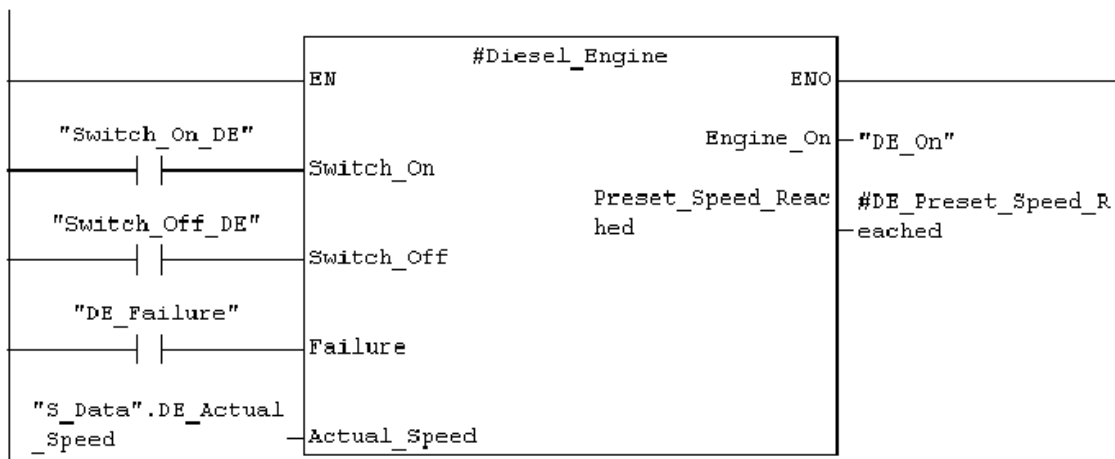 #Diesel_Engine
EN
ENO
"Switch_On_DE"
Switch_On
Engine_On
"DE_On"
"Switch_Off_DE"
Switch_Off
Preset_Speed_Reac
hed
#DE_Preset_Speed_R
eached
"DE_Failure"
Failure
"S_Data".DE_Actual
_Speed
Actual_Speed